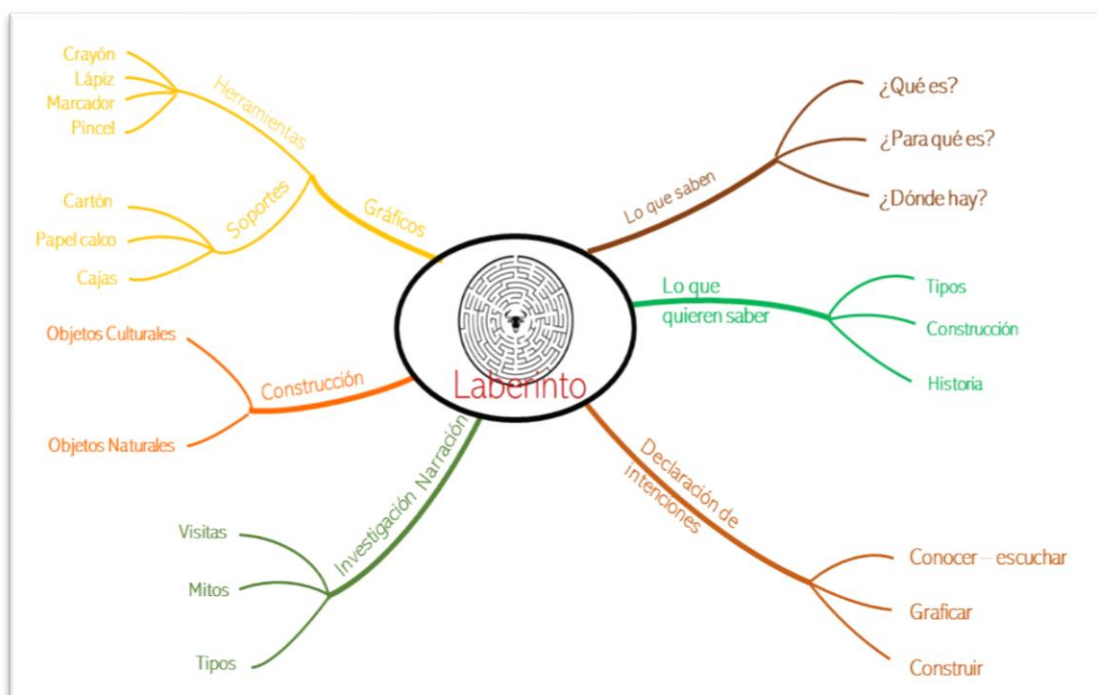 Crayón
Lápiz
Marcador
Pincel
Herramientas
Cartón
Papel calco
Cajas
Soportes
Gráficos
Objetos Culturales
Objetos Naturales
Construcción
Visitas
Mitos
Tipos
Investigación Narración
Laberinto
Lo que saben
¿Qué es?
¿Para qué es?
¿Dónde hay?
Lo que
quieren saber
Tipos
Construcción
Historia
Declaración de
intenciones
Conocer – escuchar
Graficar
Construir